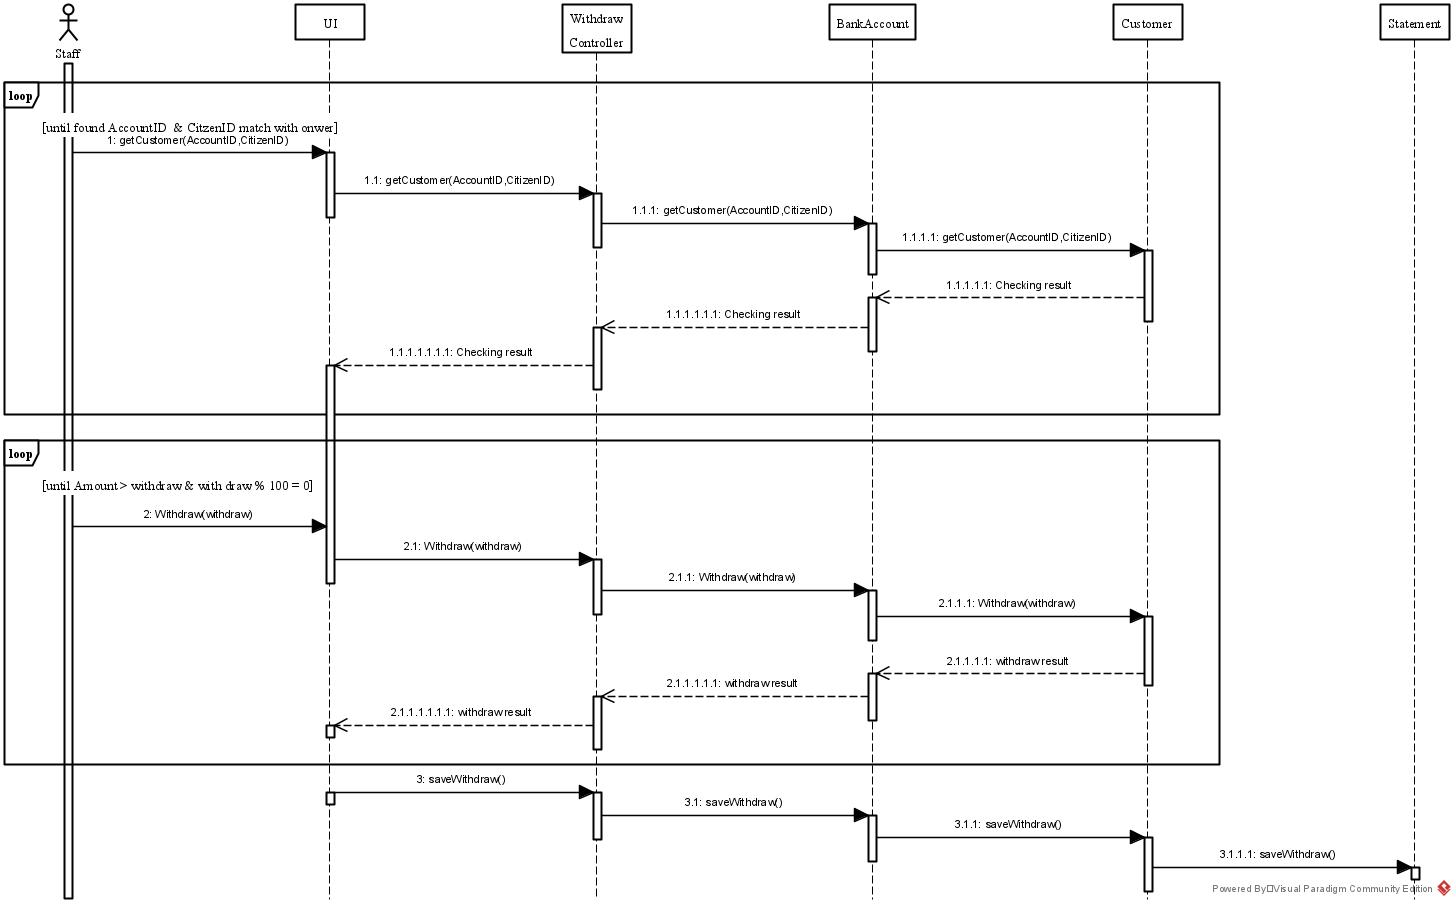 Staff
UI
Withdraw
Controller
BankAccount
Customer
Statement
loop
[until found AccountID & CitzenID match with onwer]
1: getCustomer(AccountID,CitizenID)
1.1: getCustomer(AccountID,CitizenID)
1.1.1: getCustomer(AccountID,CitizenID)
1.1.1.1: getCustomer(AccountID,CitizenID)
1.1.1.1.1: Checking result
1.1.1.1.1.1: Checking result
1.1.1.1.1.1.1: Checking result
loop
[until Amount > withdraw & with draw % 100 = 0]
2: Withdraw(withdraw)
2.1: Withdraw(withdraw)
2.1.1: Withdraw(withdraw)
2.1.1.1: Withdraw(withdraw)
2.1.1.1.1: withdraw result
2.1.1.1.1.1: withdraw result
2.1.1.1.1.1.1: withdraw result
3: saveWithdraw()
3.1: saveWithdraw()
3.1.1: saveWithdraw()
3.1.1.1: saveWithdraw()
Powered By□Visual Paradigm Community Edition